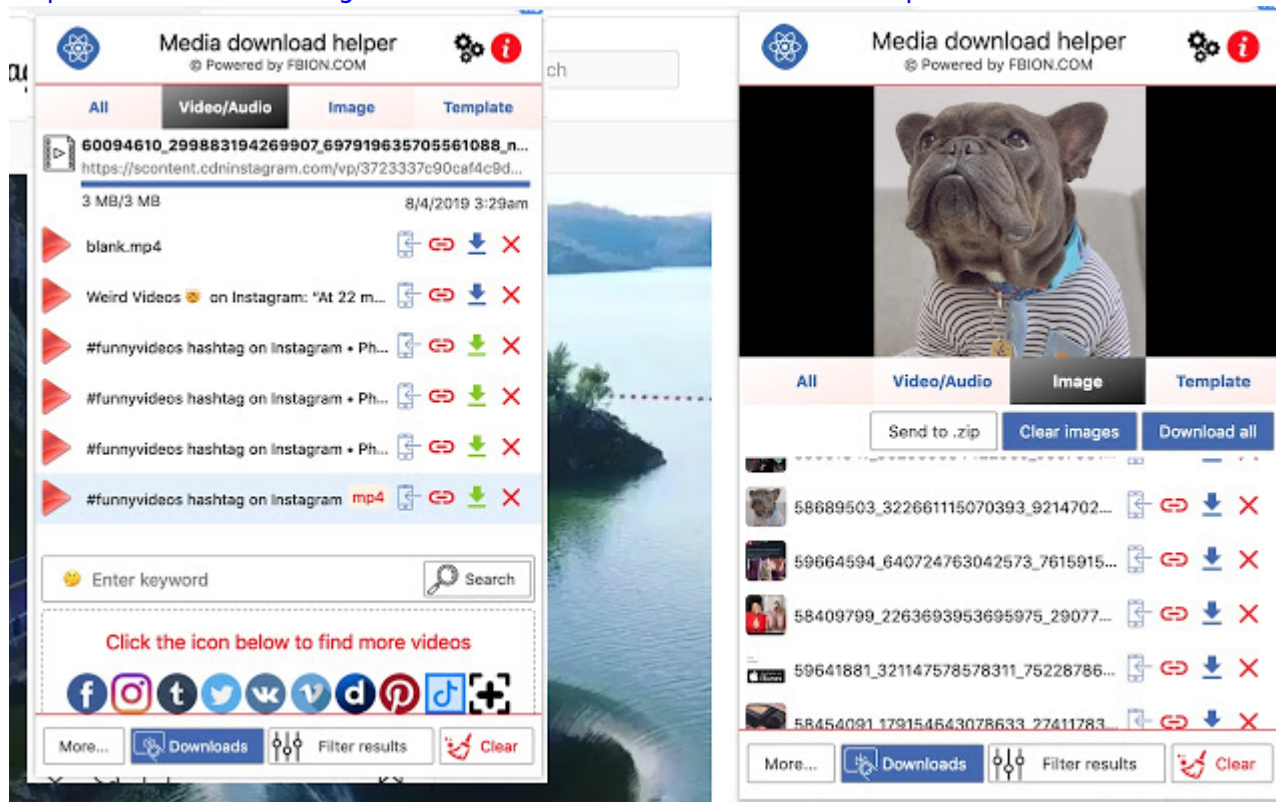 Media download helper
© Powered by FBION.COM
All Video/Audio Image Template
60094610_299883194269907_697919635705561088_n...
https://scontent.cdninstagram.com/vp/3723337c90caf4c9d...
3 MB/3 MB 8/4/2019 3:29am
blank.mp4
Weird Videos 🤯 on Instagram: "At 22 m...
#funnyvideos hashtag on Instagram • Ph...
#funnyvideos hashtag on Instagram • Ph...
#funnyvideos hashtag on Instagram • Ph...
#funnyvideos hashtag on Instagram mp4
Enter keyword Search
Click the icon below to find more videos
More... Downloads Filter results Clear
ch
Media download helper
© Powered by FBION.COM
All Video/Audio Image Template
Send to .zip Clear images Download all
58689503_322661115070393_9214702...
59664594_640724763042573_7615915...
58409799_2263693953695975_29077...
59641881_3211475785783​11_75228786...
58454091_179154643078633_27411783...
More... Downloads Filter results Clear